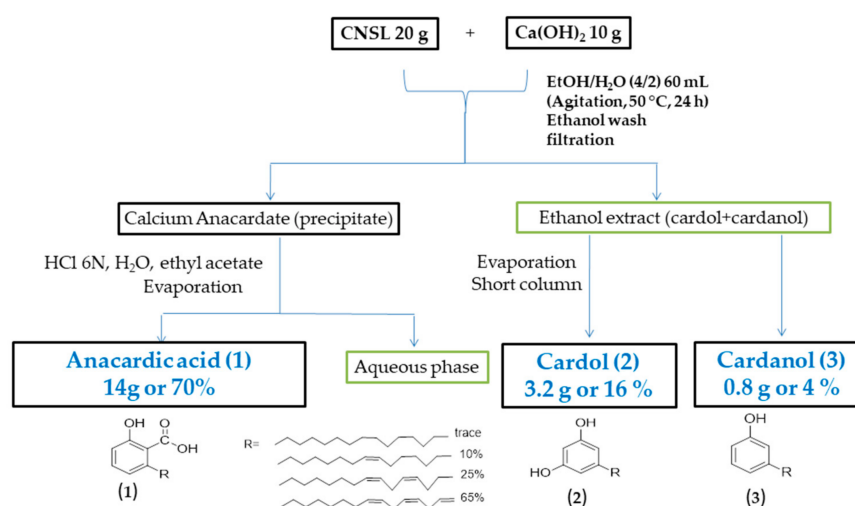 CNSL 20 g + Ca(OH)₂ 10 g
EtOH/H₂O (4/2) 60 mL
(Agitation, 50 °C, 24 h)
Ethanol wash
filtration
Calcium Anacardate (precipitate)
Ethanol extract (cardol+cardanol)
HCl 6N, H₂O, ethyl acetate
Evaporation
Evaporation
Short column
Anacardic acid (1)
14g or 70%
Aqueous phase
Cardol (2)
3.2 g or 16 %
Cardanol (3)
0.8 g or 4 %
OH
O
OH
R
(1)
R=
trace
10%
25%
65%
OH
HO
R
(2)
OH
R
(3)